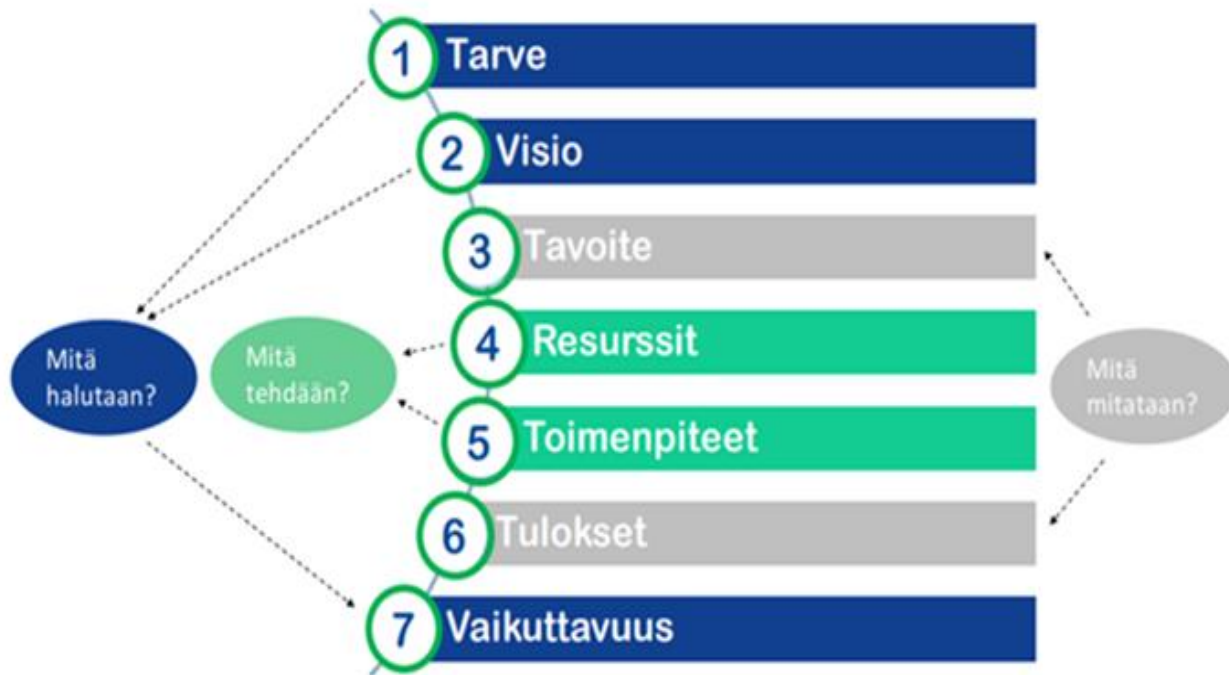 1 Tarve
2 Visio
3 Tavoite
4 Resurssit
5 Toimenpiteet
6 Tulokset
7 Vaikuttavuus
Mitä
halutaan?
Mitä
tehdään?
Mitä
mitataan?